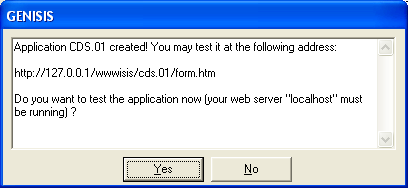 GENISIS
Application CDS.01 created! You may test it at the following address:
http://127.0.0.1/wwwisis/cds.01/form.htm
Do you want to test the application now (your web server "localhost" must
be running) ?
Yes
No